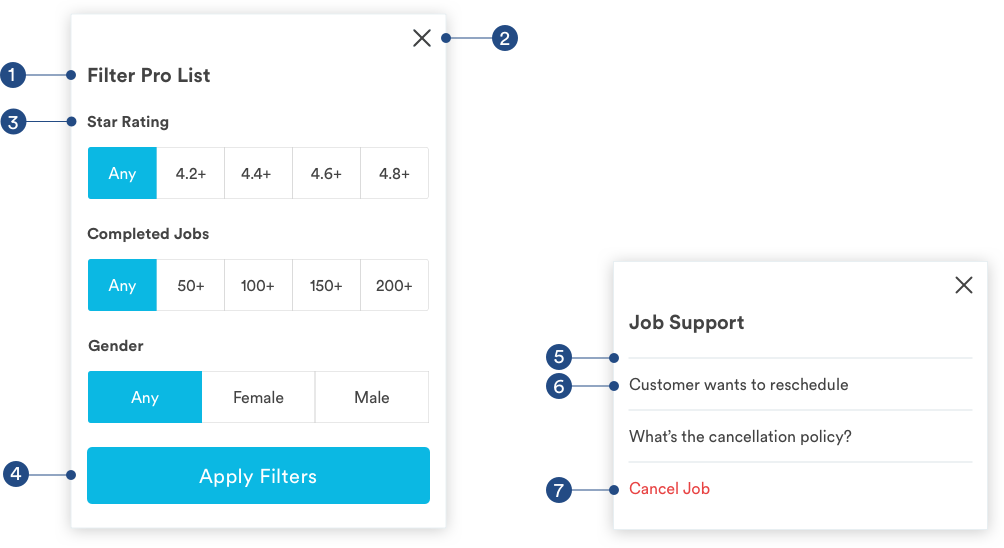 2
1
Filter Pro List
3
Star Rating
Any 4.2+ 4.4+ 4.6+ 4.8+
Completed Jobs
Any 50+ 100+ 150+ 200+
Gender
Any Female Male
4
Apply Filters
Job Support
5
6
Customer wants to reschedule
What's the cancellation policy?
7
Cancel Job